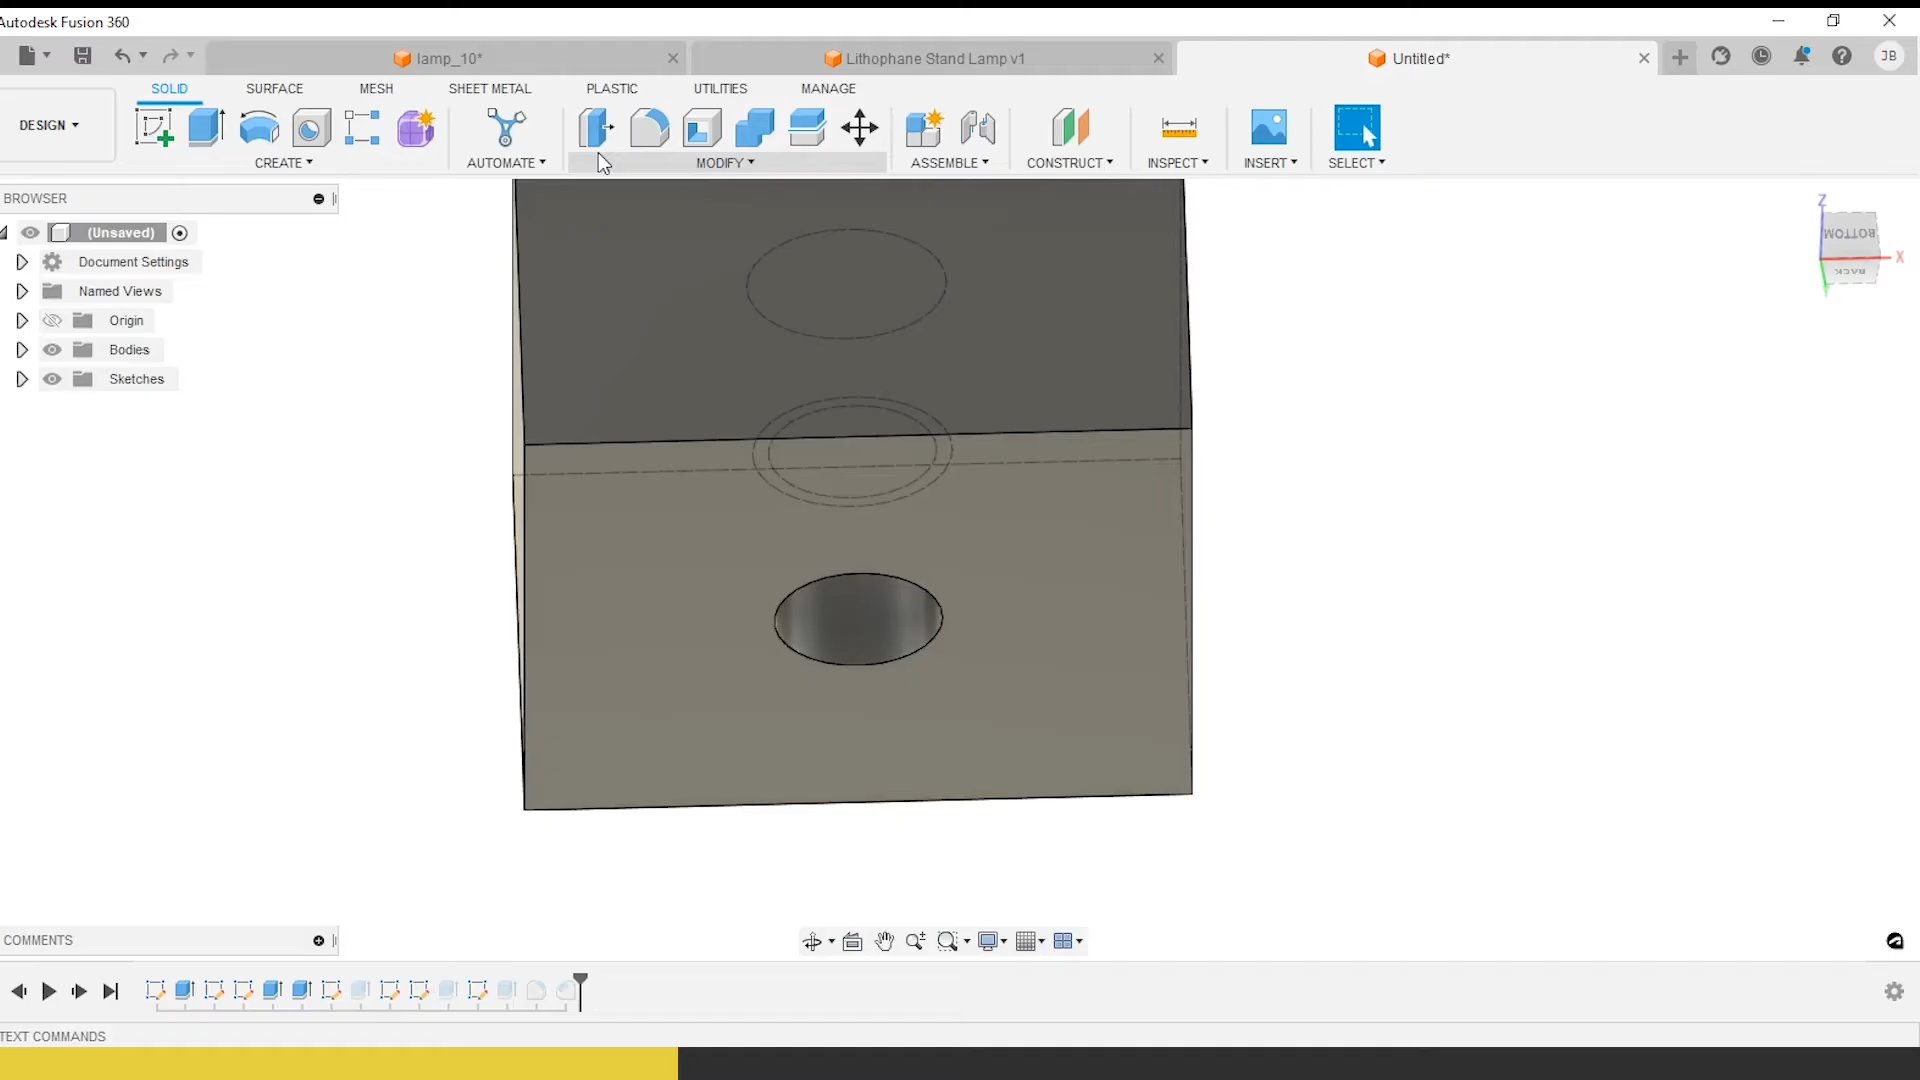 Autodesk Fusion 360
lamp_10*
Lithophane Stand Lamp v1
Untitled*
JB
SOLID
SURFACE
MESH
SHEET METAL
PLASTIC
UTILITIES
MANAGE
DESIGN
CREATE
AUTOMATE
MODIFY
ASSEMBLE
CONSTRUCT
INSPECT
INSERT
SELECT
BROWSER
(Unsaved)
Document Settings
Named Views
Origin
Bodies
Sketches
Z
BOTTOM
X
BACK
COMMENTS
TEXT COMMANDS